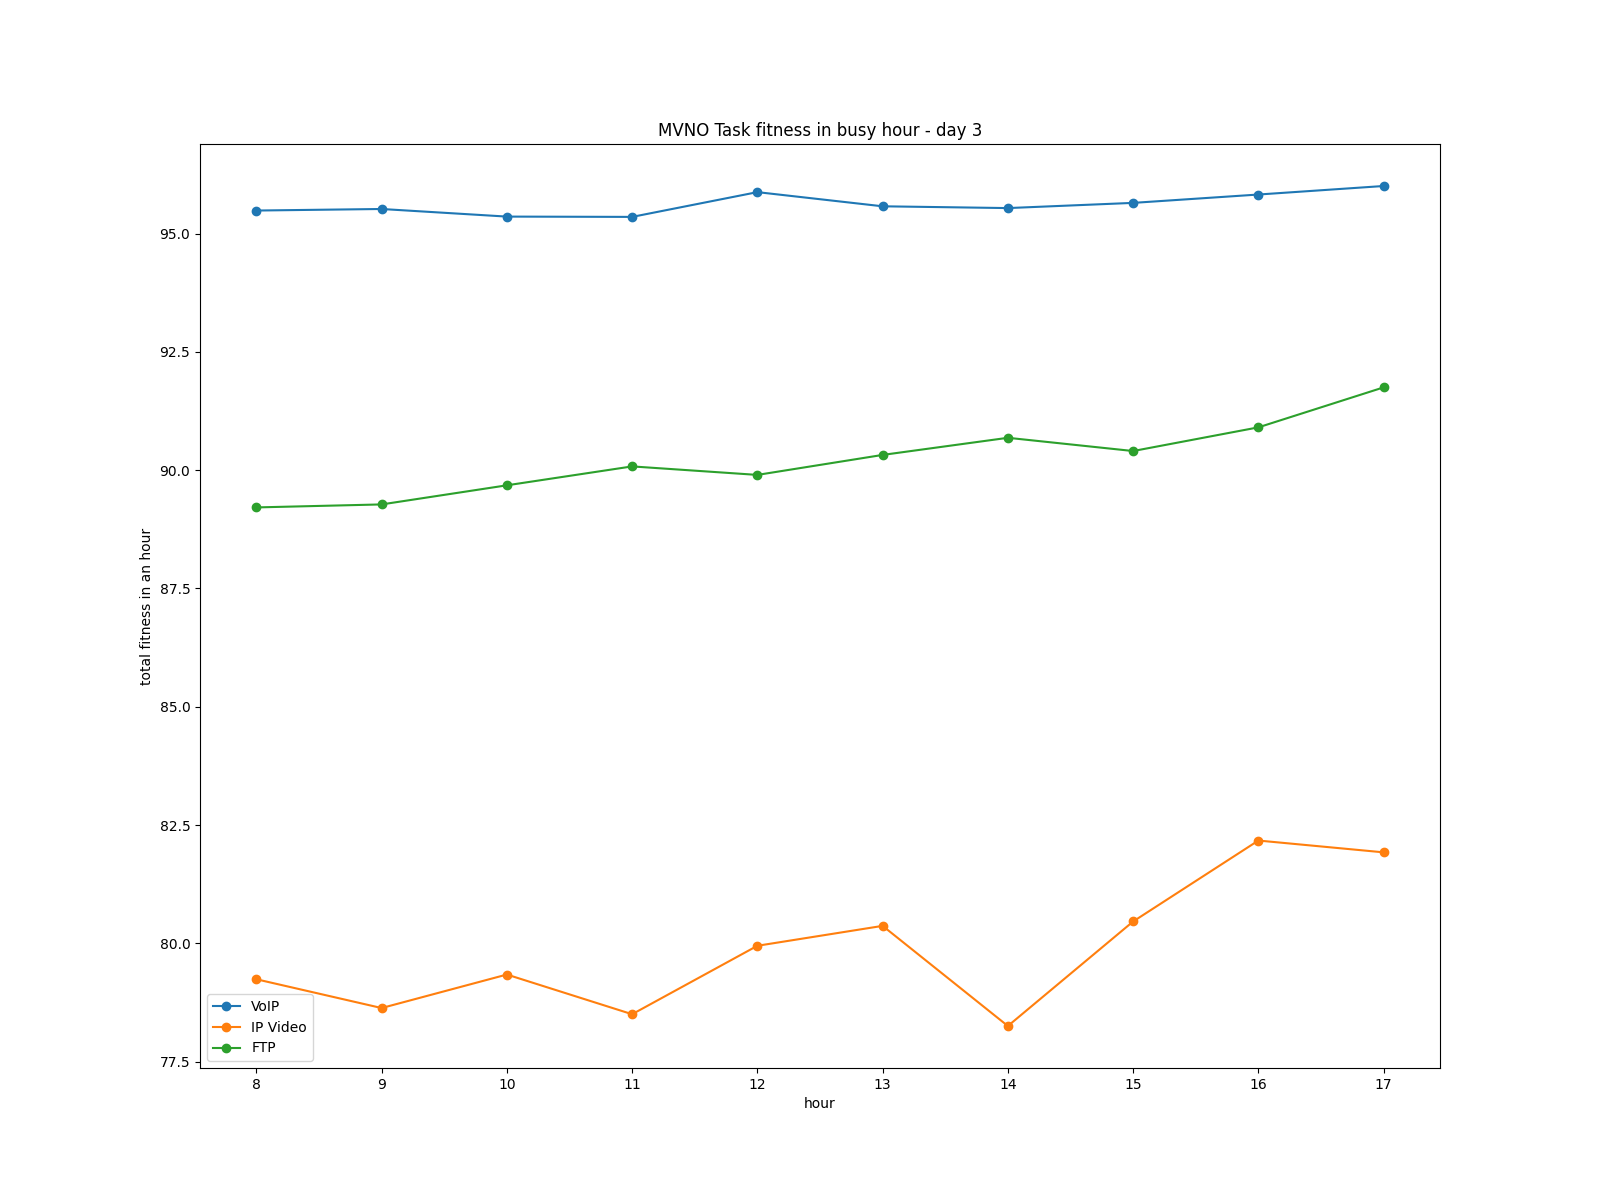 MVNO Task fitness in busy hour - day 3
total fitness in an hour
95.0
92.5
90.0
87.5
85.0
82.5
80.0
77.5
VoIP
IP Video
FTP
8 9 10 11 12 13 14 15 16 17
hour